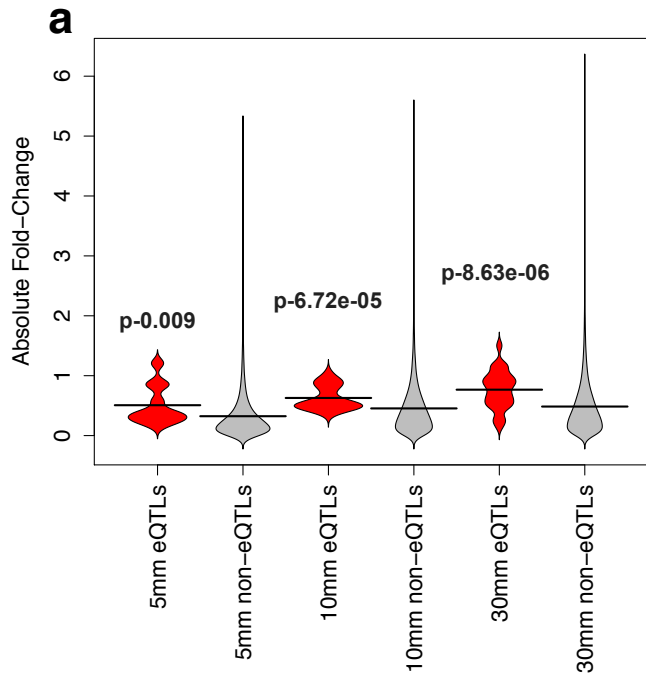 a
Absolute Fold−Change
6
5
4
3
2
1
0
p-0.009
p-6.72e-05
p-8.63e-06
5mm eQTLs
5mm non−eQTLs
10mm eQTLs
10mm non−eQTLs
30mm eQTLs
30mm non−eQTLs